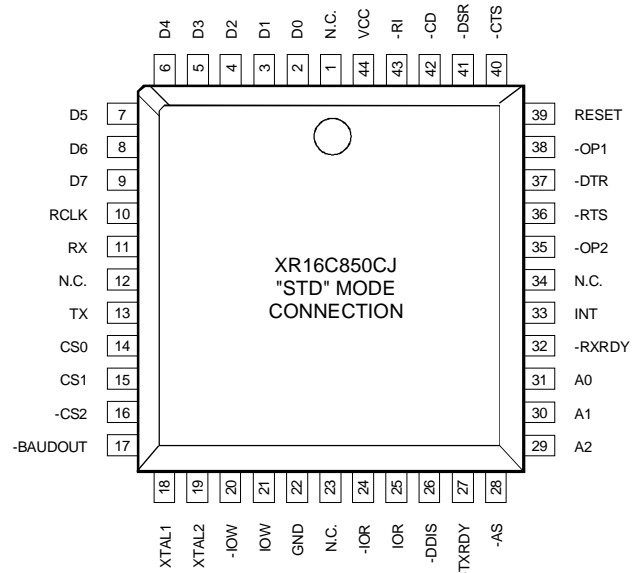 D4 D3 D2 D1 D0 N.C. VCC -RI -CD -DSR -CTS
6 5 4 3 2 1 44 43 42 41 40
D5 7 39 RESET
D6 8 38 -OP1
D7 9 37 -DTR
RCLK 10 36 -RTS
RX 11 35 -OP2
N.C. 12 34 N.C.
TX 13 33 INT
CS0 14 32 -RXRDY
CS1 15 31 A0
-CS2 16 30 A1
-BAUDOUT 17 29 A2
XR16C850CJ
"STD" MODE
CONNECTION
18 19 20 21 22 23 24 25 26 27 28
XTAL1 XTAL2 -IOW IOW GND N.C. -IOR IOR -DDIS TXRDY -AS